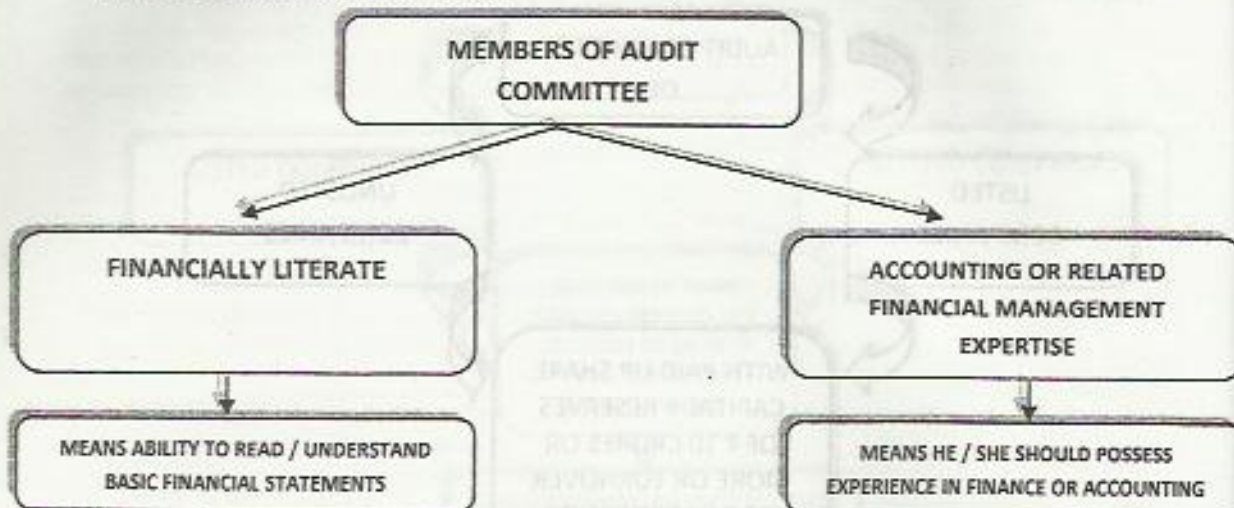 MEMBERS OF AUDIT
COMMITTEE
FINANCIALLY LITERATE
ACCOUNTING OR RELATED
FINANCIAL MANAGEMENT
EXPERTISE
MEANS ABILITY TO READ / UNDERSTAND
BASIC FINANCIAL STATEMENTS
MEANS HE / SHE SHOULD POSSESS
EXPERIENCE IN FINANCE OR ACCOUNTING